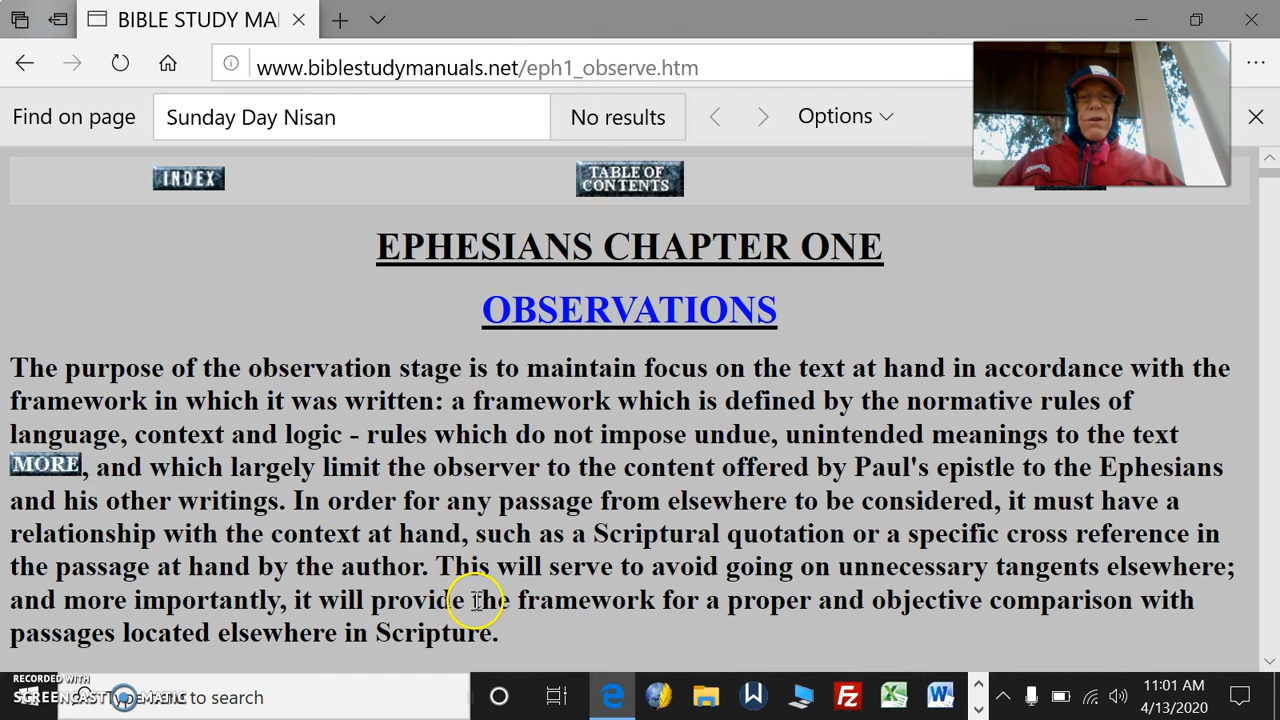 BIBLE STUDY MA
www.biblestudymanuals.net/eph1_observe.htm
Find on page
Sunday Day Nisan
No results
Options
INDEX
TABLE OF
CONTENTS
EPHESIANS CHAPTER ONE
OBSERVATIONS
The purpose of the observation stage is to maintain focus on the text at hand in accordance with the
framework in which it was written: a framework which is defined by the normative rules of
language, context and logic - rules which do not impose undue, unintended meanings to the text
MORE, and which largely limit the observer to the content offered by Paul's epistle to the Ephesians
and his other writings. In order for any passage from elsewhere to be considered, it must have a
relationship with the context at hand, such as a Scriptural quotation or a specific cross reference in
the passage at hand by the author. This will serve to avoid going on unnecessary tangents elsewhere;
and more importantly, it will provide the framework for a proper and objective comparison with
passages located elsewhere in Scripture.
RECORDED WITH
SCREENCAST MATIC
to search
11:01 AM
4/13/2020